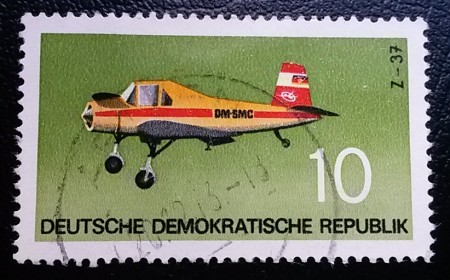 Z-37
DM-SMC
10
DEUTSCHE DEMOKRATISCHE REPUBLIK